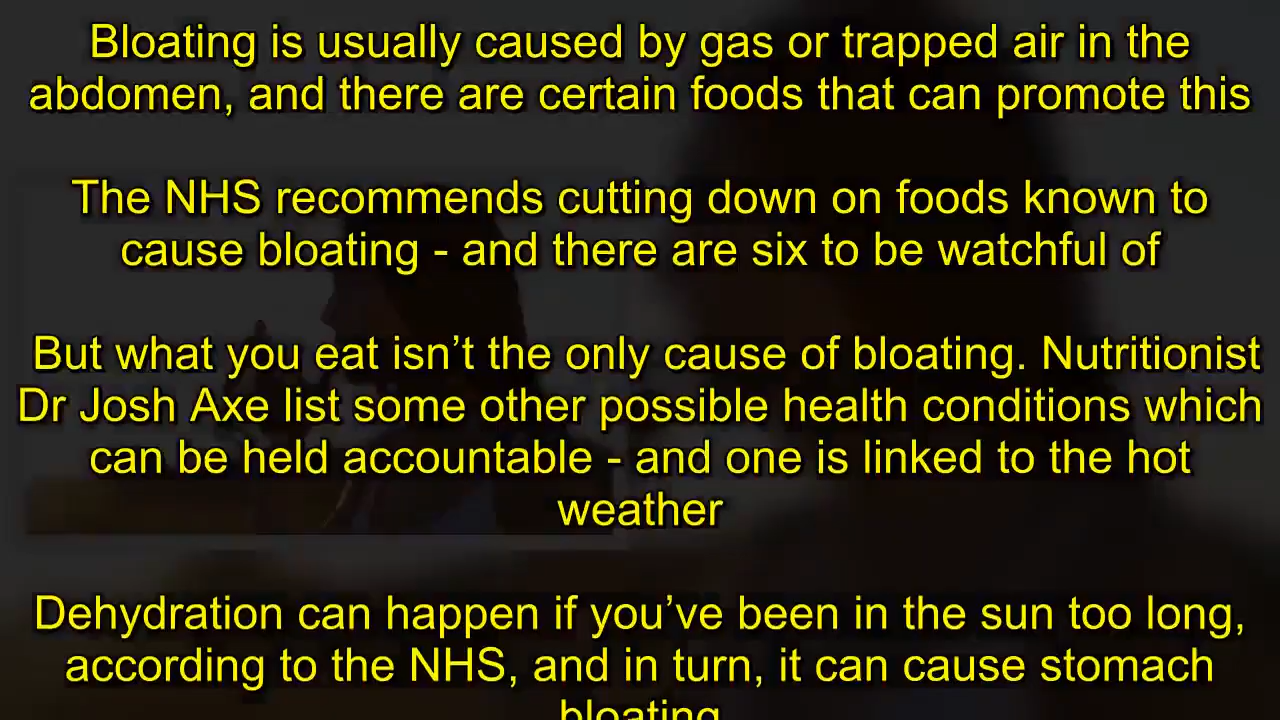 Bloating is usually caused by gas or trapped air in the
abdomen, and there are certain foods that can promote this
The NHS recommends cutting down on foods known to
cause bloating - and there are six to be watchful of
But what you eat isn’t the only cause of bloating. Nutritionist
Dr Josh Axe list some other possible health conditions which
can be held accountable - and one is linked to the hot
weather
Dehydration can happen if you’ve been in the sun too long,
according to the NHS, and in turn, it can cause stomach
bloating